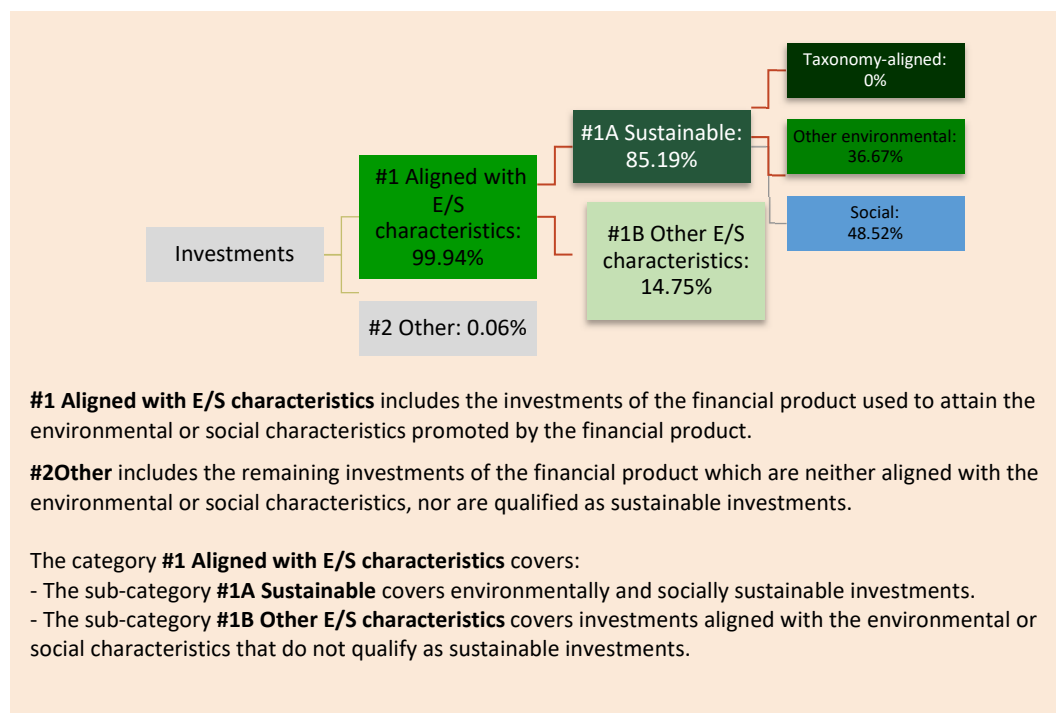 Taxonomy-aligned:
0%
#1A Sustainable:
85.19%
Other environmental:
36.67%
#1 Aligned with
E/S
characteristics:
99.94%
Social:
48.52%
#1B Other E/S
characteristics:
14.75%
Investments
#2 Other: 0.06%
#1 Aligned with E/S characteristics includes the investments of the financial product used to attain the
environmental or social characteristics promoted by the financial product.
#2Other includes the remaining investments of the financial product which are neither aligned with the
environmental or social characteristics, nor are qualified as sustainable investments.
The category #1 Aligned with E/S characteristics covers:
- The sub-category #1A Sustainable covers environmentally and socially sustainable investments.
- The sub-category #1B Other E/S characteristics covers investments aligned with the environmental or
social characteristics that do not qualify as sustainable investments.